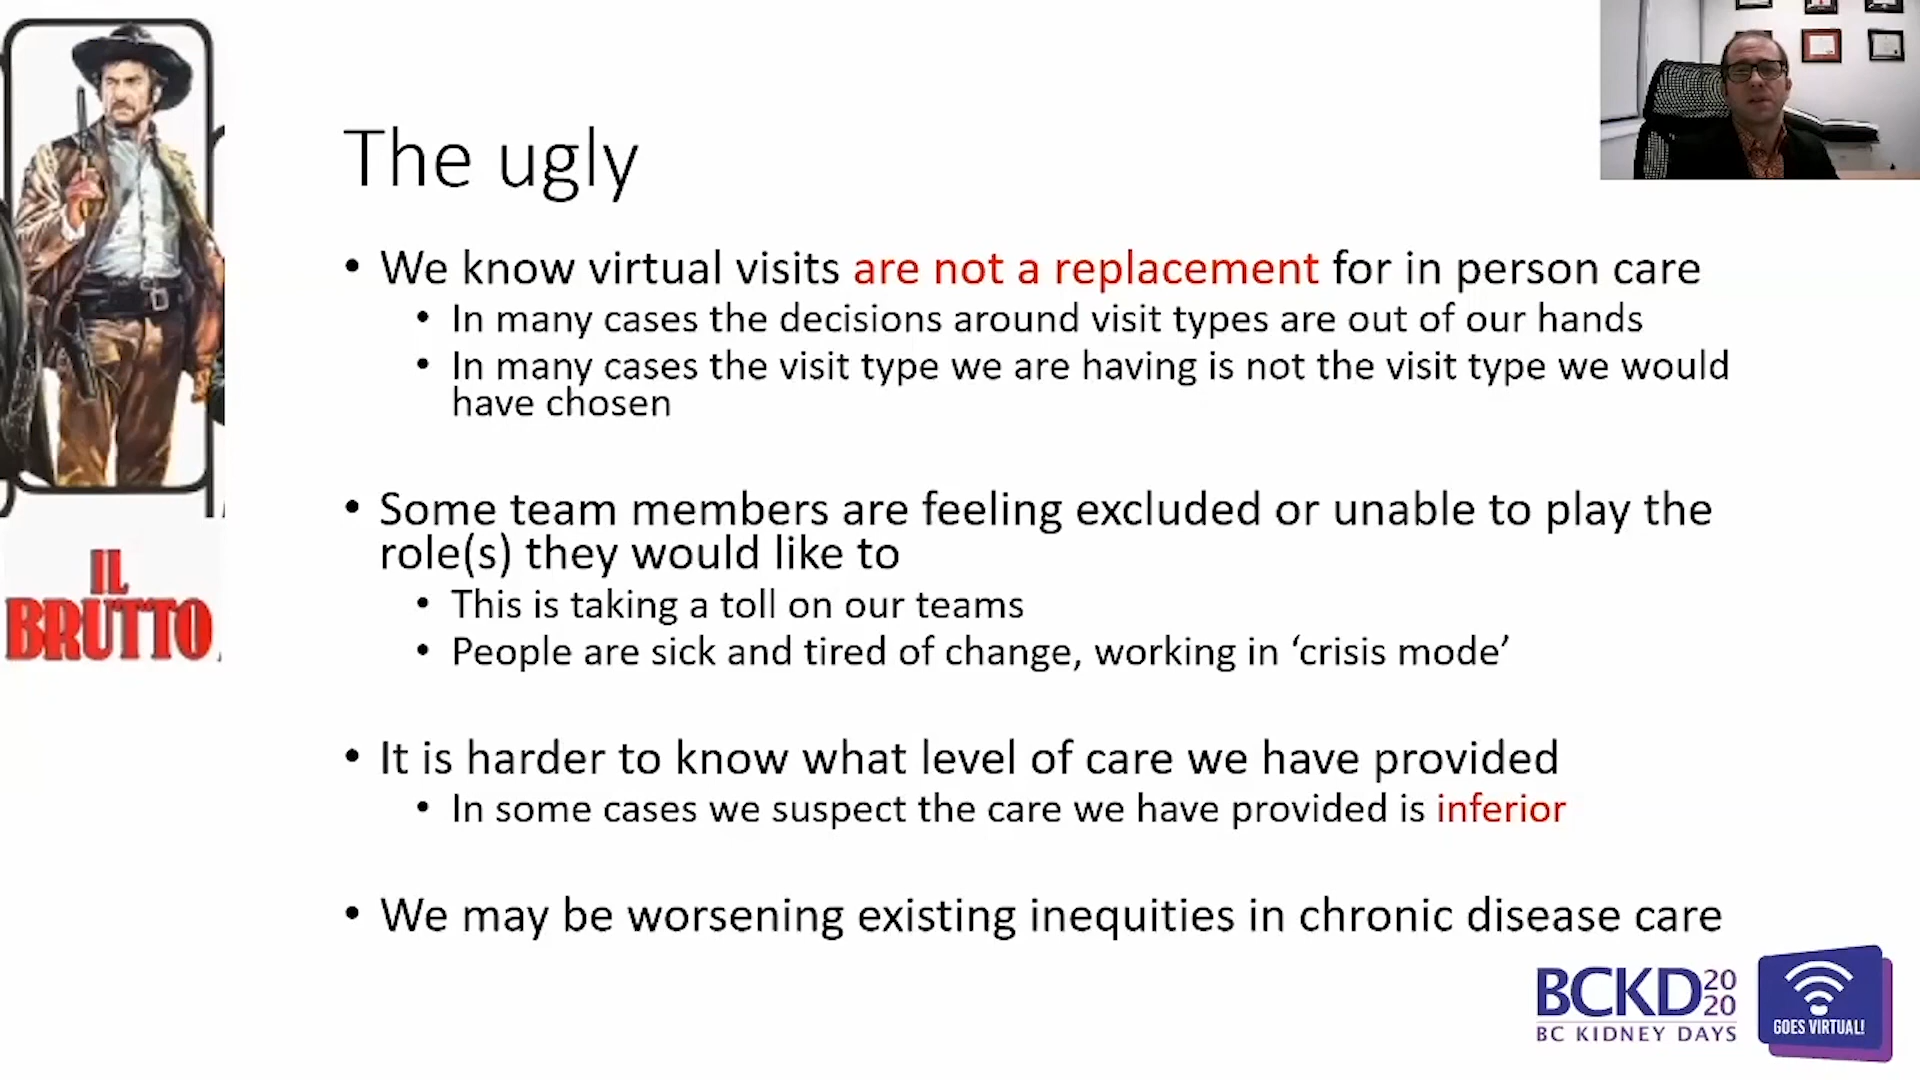 The ugly
• We know virtual visits are not a replacement for in person care
• In many cases the decisions around visit types are out of our hands
• In many cases the visit type we are having is not the visit type we would
have chosen
• Some team members are feeling excluded or unable to play the
role(s) they would like to
• This is taking a toll on our teams
• People are sick and tired of change, working in ‘crisis mode’
• It is harder to know what level of care we have provided
• In some cases we suspect the care we have provided is inferior
• We may be worsening existing inequities in chronic disease care
IL
BRUTTO
BCKD 20
20
BC KIDNEY DAYS
GOES VIRTUAL!